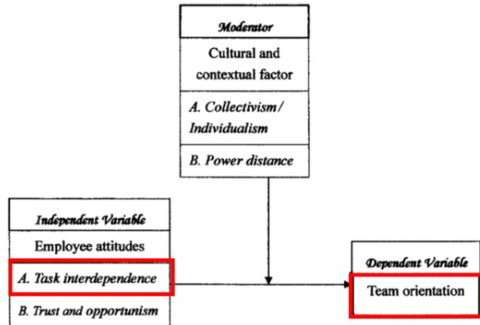 Moderator
Cultural and
contextual factor
A. Collectivism/
Individualism
B. Power distance
Independent Variable
Employee attitudes
A. Task interdependence
B. Trust and opportunism
Dependent Variable
Team orientation